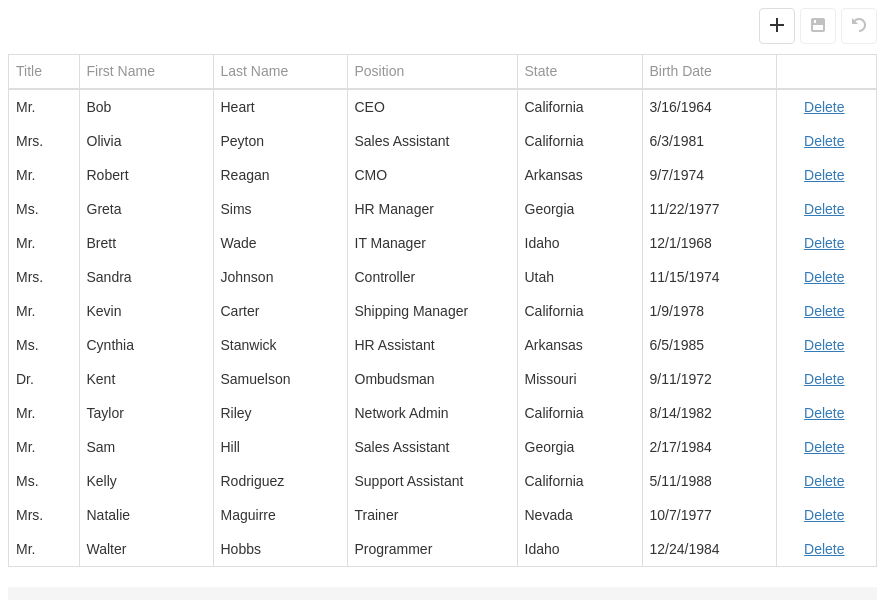 Title First Name Last Name Position State Birth Date
Mr. Bob Heart CEO California 3/16/1964 Delete
Mrs. Olivia Peyton Sales Assistant California 6/3/1981 Delete
Mr. Robert Reagan CMO Arkansas 9/7/1974 Delete
Ms. Greta Sims HR Manager Georgia 11/22/1977 Delete
Mr. Brett Wade IT Manager Idaho 12/1/1968 Delete
Mrs. Sandra Johnson Controller Utah 11/15/1974 Delete
Mr. Kevin Carter Shipping Manager California 1/9/1978 Delete
Ms. Cynthia Stanwick HR Assistant Arkansas 6/5/1985 Delete
Dr. Kent Samuelson Ombudsman Missouri 9/11/1972 Delete
Mr. Taylor Riley Network Admin California 8/14/1982 Delete
Mr. Sam Hill Sales Assistant Georgia 2/17/1984 Delete
Ms. Kelly Rodriguez Support Assistant California 5/11/1988 Delete
Mrs. Natalie Maguirre Trainer Nevada 10/7/1977 Delete
Mr. Walter Hobbs Programmer Idaho 12/24/1984 Delete